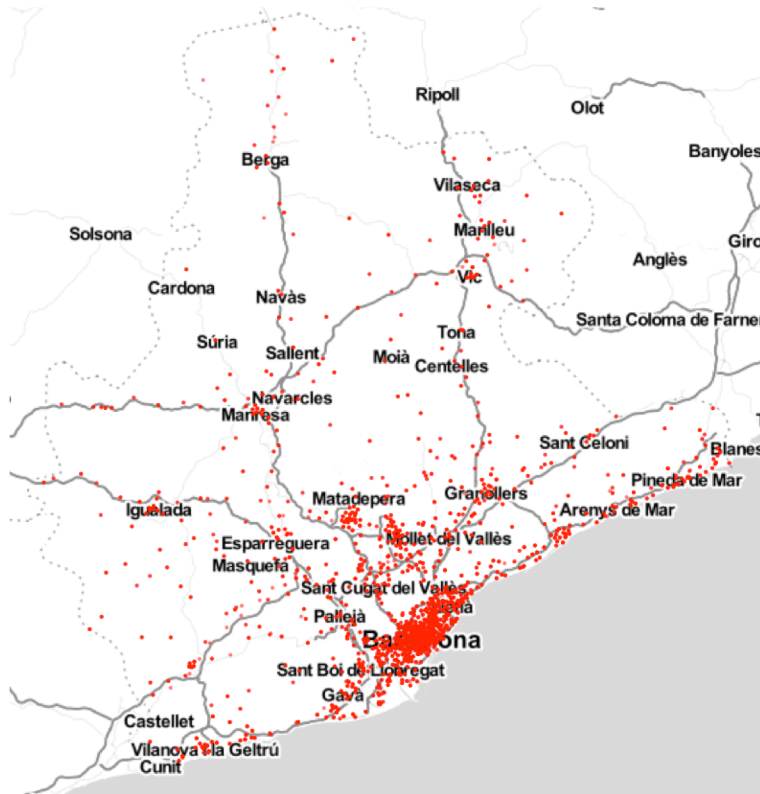 Ripoll
Olot
Banyoles
Berga
Vilaseca
Manlleu
Solsona
Giro
Anglès
Cardona
Vic
Navàs
Santa Coloma de Farner
Súria
Tona
Sallent
Moià
Centelles
Navarcles
Manresa
Sant Celoni
Blanes
Pineda de Mar
Granollers
Matadepera
Igualada
Arenys de Mar
Esparreguera
Mollet del Vallès
Masquefa
Sant Cugat del Vallès
Pallejà
Barcelona
Sant Boi de Llobregat
Gavà
Castellet
Vilanova i la Geltrú
Cunit